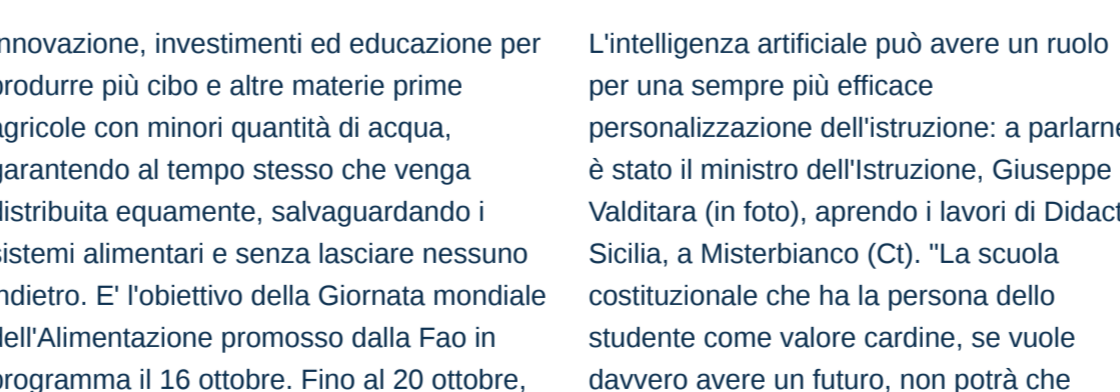 nnovazione, investimenti ed educazione per
produrre più cibo e altre materie prime
agricole con minori quantità di acqua,
garantendo al tempo stesso che venga
distribuita equamente, salvaguardando i
sistemi alimentari e senza lasciare nessuno
indietro. E' l'obiettivo della Giornata mondiale
dell'Alimentazione promosso dalla Fao in
programma il 16 ottobre. Fino al 20 ottobre,
L'intelligenza artificiale può avere un ruolo
per una sempre più efficace
personalizzazione dell'istruzione: a parlarne
è stato il ministro dell'Istruzione, Giuseppe
Valditara (in foto), aprendo i lavori di Didact
Sicilia, a Misterbianco (Ct). "La scuola
costituzionale che ha la persona dello
studente come valore cardine, se vuole
davvero avere un futuro, non potrà che